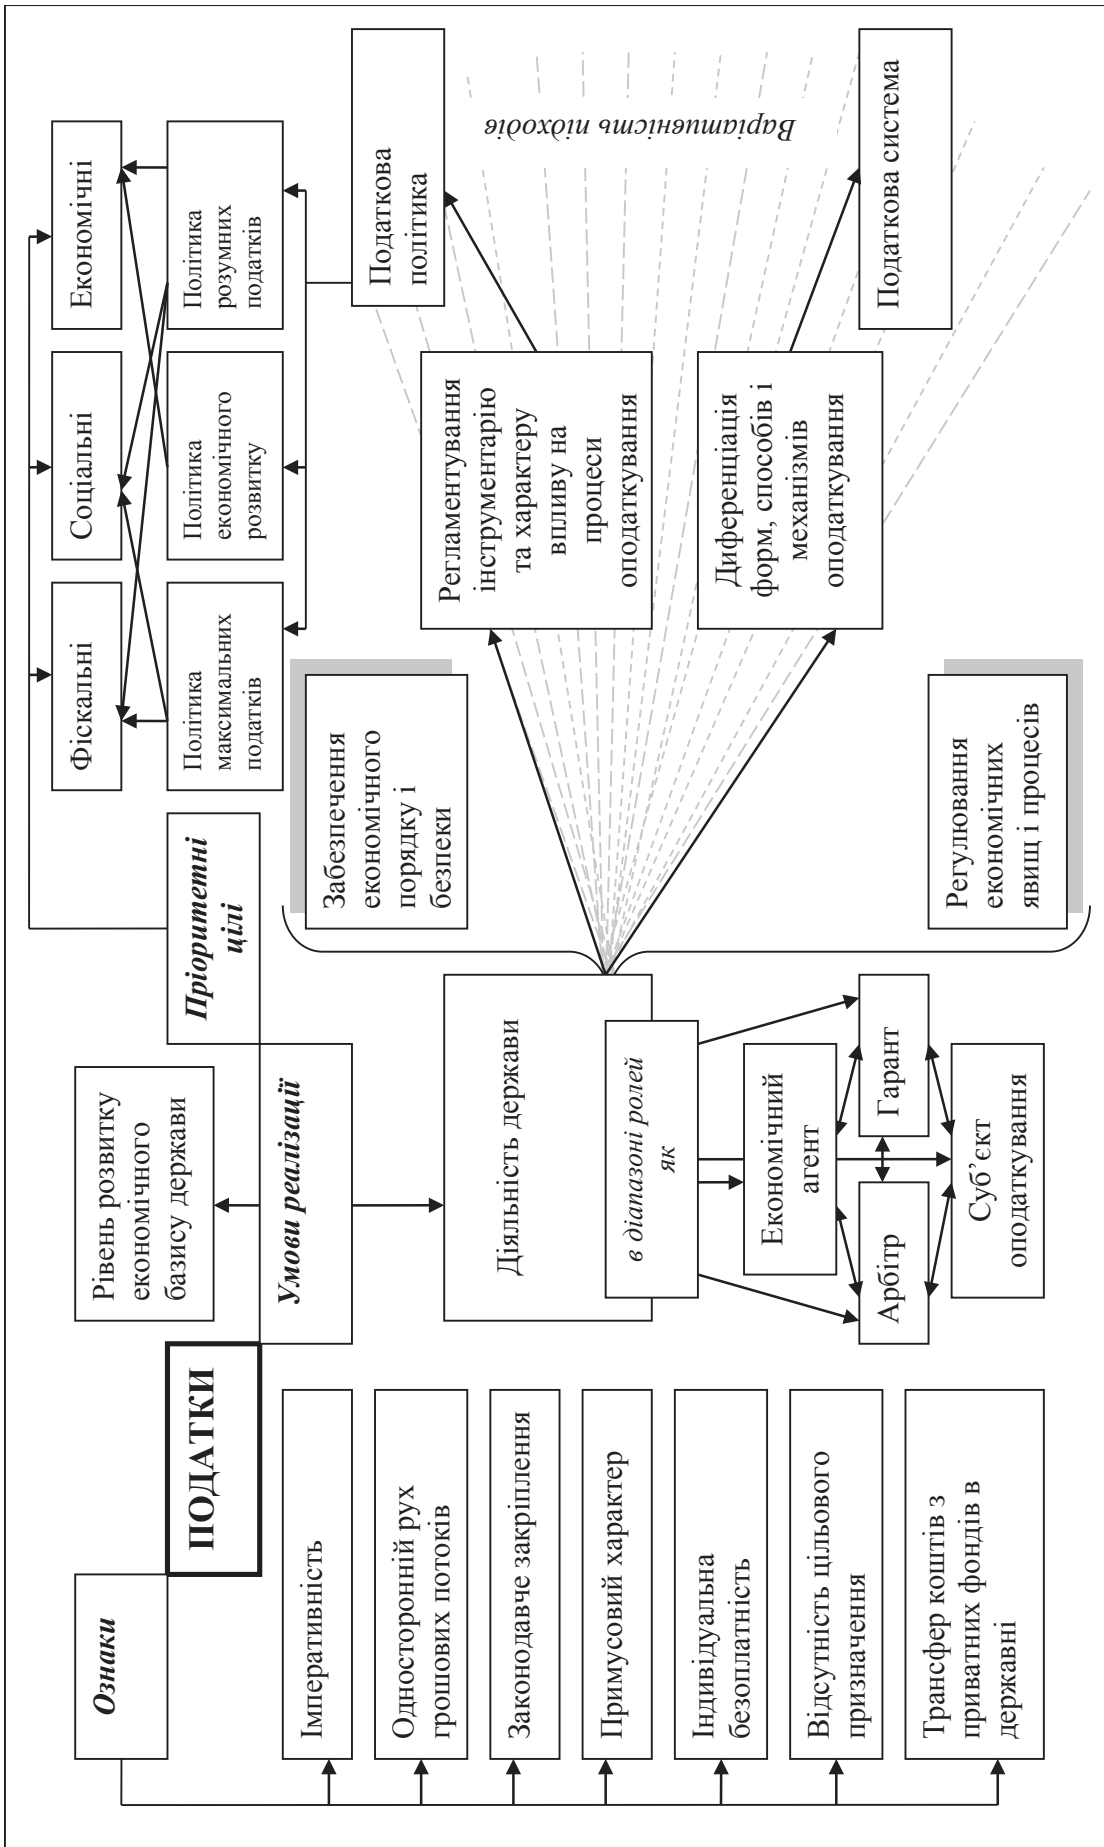 Ознаки
ПОДАТКИ
Імперативність
Односторонній рух
грошових потоків
Законодавче закріплення
Примусовий характер
Індивідуальна
безоплатність
Відсутність цільового
призначення
Трансфер коштів з
приватних фондів в
державні
Рівень розвитку
економічного
базису держави
Умови реалізації
Діяльність держави
в діапазоні ролей
як
Економічний
агент
Арбітр
Гарант
Суб’єкт
оподаткування
Пріоритетні
цілі
Фіскальні
Соціальні
Економічні
Політика
максимальних
податків
Політика
економічного
розвитку
Політика
розумних
податків
Забезпечення
економічного
порядку і
безпеки
Регулювання
економічних
явищ і процесів
Регламентування
інструментарію
та характеру
впливу на
процеси
оподаткування
Диференціація
форм, способів і
механізмів
оподаткування
Податкова
політика
Варіативність підходів
Податкова система